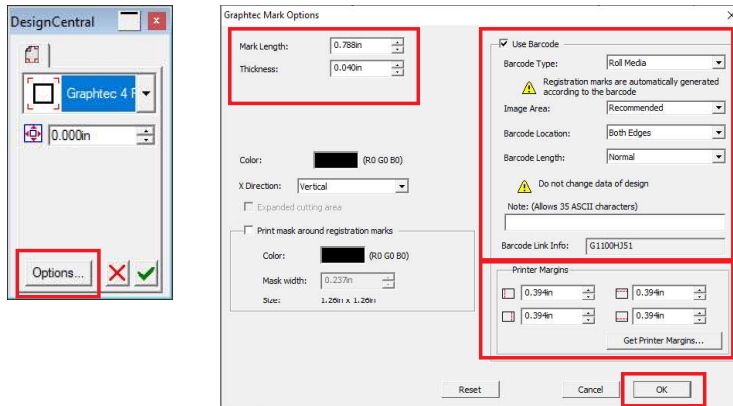 DesignCentral
Graphtec 4 F
0.000in
Options...
Graphtec Mark Options
Mark Length: 0.788in
Thickness: 0.040in
Color: (R0 G0 B0)
X Direction: Vertical
Expanded cutting area
Print mask around registration marks
Color: (R0 G0 B0)
Mask width: 0.237in
Size: 1.26in x 1.26in
Use Barcode
Barcode Type: Roll Media
Registration marks are automatically generated
according to the barcode
Image Area: Recommended
Barcode Location: Both Edges
Barcode Length: Normal
Do not change data of design
Note: (Allows 35 ASCII characters)
Barcode Link Info: G1100HJ51
Printer Margins
0.394in 0.394in
0.394in 0.394in
Get Printer Margins...
Reset Cancel OK